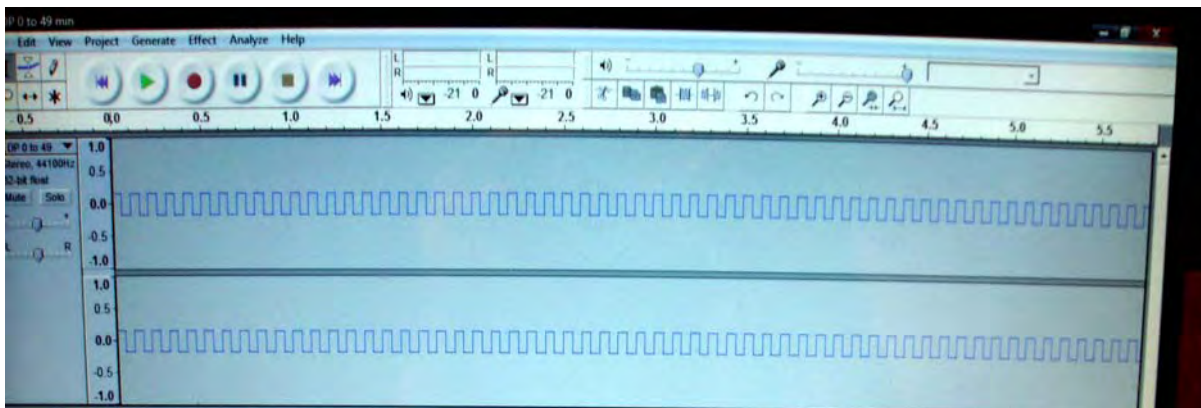 0 to 49 min
Edit View Project Generate Effect Analyze Help
L
R
L
R
-21 0
-21 0
- 0.5 0,0 0.5 1.0 1.5 2.0 2.5 3.0 3.5 4.0 4.5 5.0 5.5
0 to 49
Stereo, 44100Hz
32-bit float
Mute Solo
- +
L R
1.0
0.5
0.0
-0.5
-1.0
1.0
0.5
0.0
-0.5
-1.0